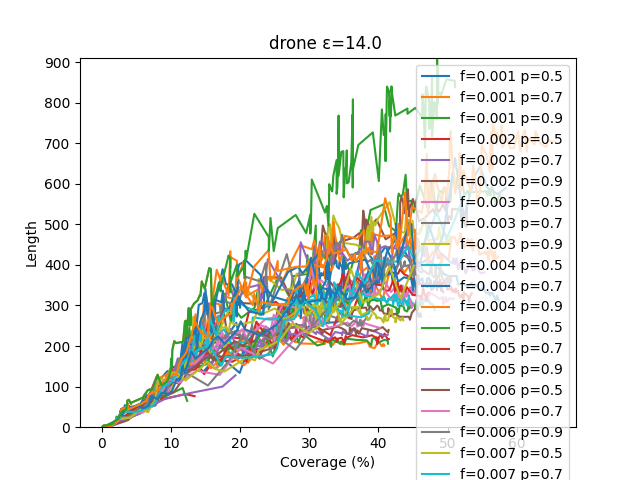 drone ε=14.0
Length
900
800
700
600
500
400
300
200
100
0
0
10
20
30
40
50
60
Coverage (%)
f=0.001 p=0.5
f=0.001 p=0.7
f=0.001 p=0.9
f=0.002 p=0.5
f=0.002 p=0.7
f=0.002 p=0.9
f=0.003 p=0.5
f=0.003 p=0.7
f=0.003 p=0.9
f=0.004 p=0.5
f=0.004 p=0.7
f=0.004 p=0.9
f=0.005 p=0.5
f=0.005 p=0.7
f=0.005 p=0.9
f=0.006 p=0.5
f=0.006 p=0.7
f=0.006 p=0.9
f=0.007 p=0.5
f=0.007 p=0.7